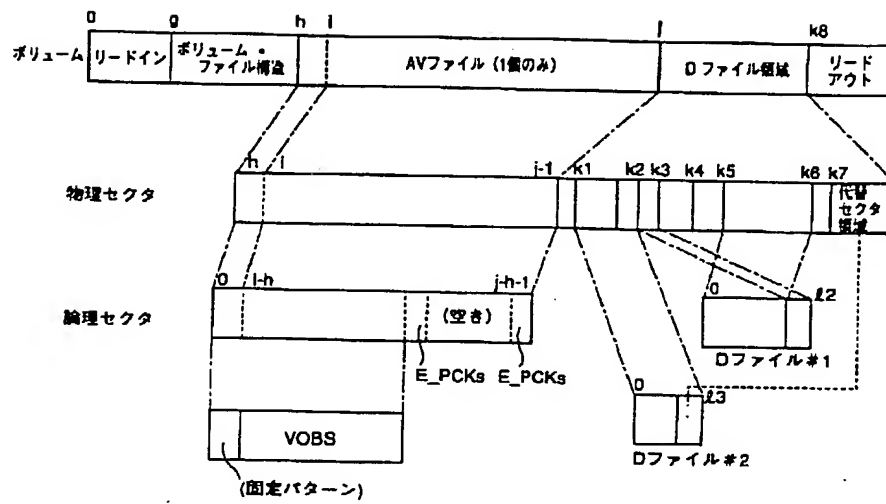 0 g h i j k8
ボリューム
リードイン
ボリューム・
ファイル構造
AVファイル (1個のみ)
Dファイル領域
リード
アウト
物理セクタ
h i j-1 k1 k2 k3 k4 k5 k6 k7
代替
セクタ
領域
論理セクタ
0 i-h j-h-1
(空き)
E_PCKs E_PCKs
0 ℓ2
Dファイル#1
0 ℓ3
Dファイル#2
VOBS
(固定パターン)